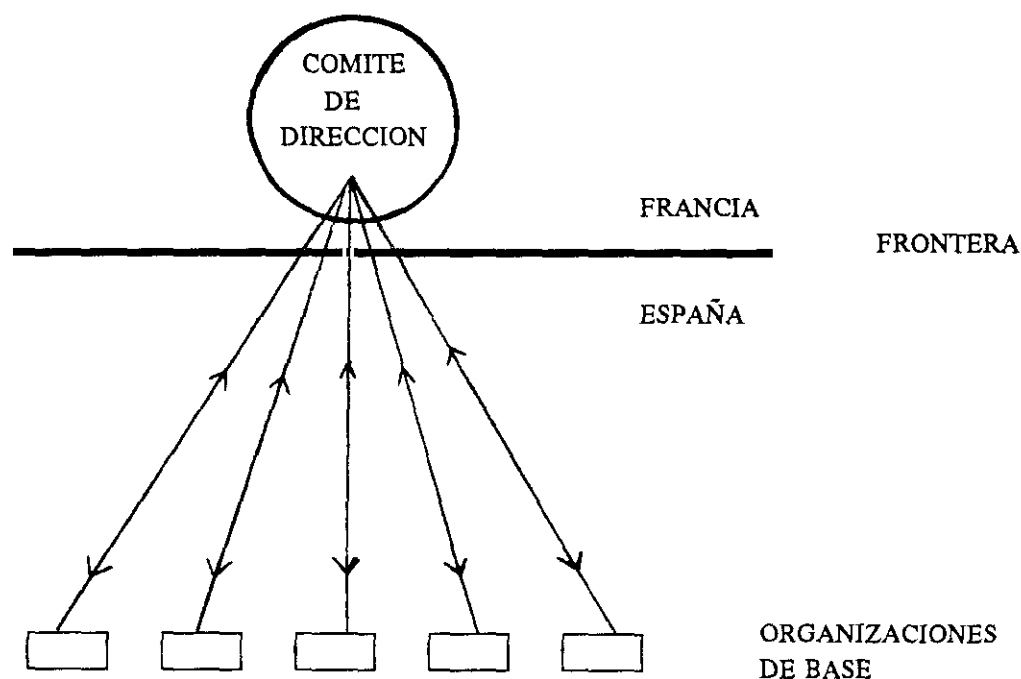 COMITE
DE
DIRECCION
FRANCIA
FRONTERA
ESPAÑA
ORGANIZACIONES
DE BASE